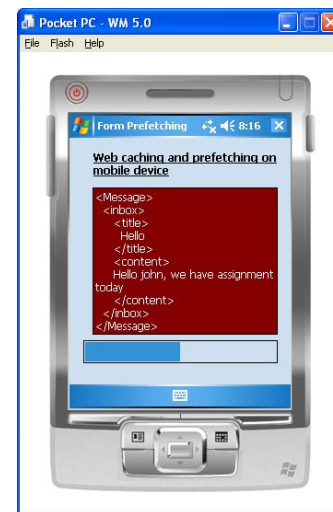 Pocket PC - WM 5.0
File Flash Help
Form Prefetching 8:16
Web caching and prefetching on
mobile device
<Message>
<inbox>
<title>
Hello
</title>
<content>
Hello john, we have assignment
today
</content>
</inbox>
</Message>